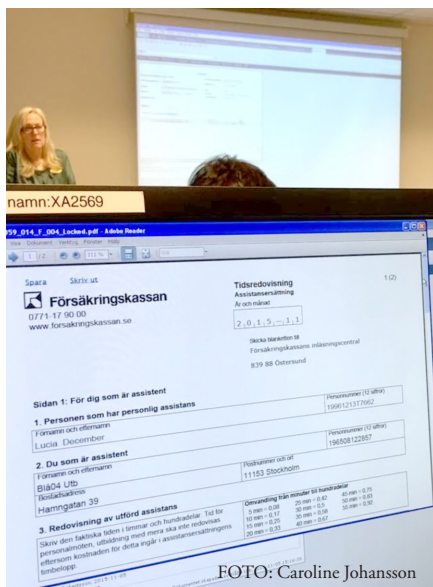 namn:XA2569
59_014_F_004_Locked.pdf - Adobe Reader
Visa Dokument Verktyg Fönster Hjälp
1 / 2
111 %
Sök
Spara Skriv ut
Försäkringskassan
0771-17 90 00
www.forsakringskassan.se
Tidsredovisning
Assistansersättning
År och månad
2,0,1,5,–,1,1
1 (2)
Skicka blanketten till
Försäkringskassans inläsningscentral
839 88 Östersund
Sidan 1: För dig som är assistent
1. Personen som har personlig assistans
Förnamn och efternamn
Lucia December
Personnummer (12 siffror)
199612137662
2. Du som är assistent
Förnamn och efternamn
Blå04 Utb
Personnummer (12 siffror)
196508122857
Bostadsadress
Hamngatan 39
Postnummer och ort
11153 Stockholm
3. Redovisning av utförd assistans
Skriv den faktiska tiden i timmar och hundradelar. Tid för
personalmöten, utbildning med mera ska inte redovisas
eftersom kostnaden för detta ingår i assistansersättningens
timbelopp.
Omvandling från minuter till hundradelar
5 min = 0,08 25 min = 0,42 45 min = 0,75
10 min = 0,17 30 min = 0,5 50 min = 0,83
15 min = 0,25 35 min = 0,58 55 min = 0,92
20 min = 0,33 40 min = 0,67
FOTO: Caroline Johansson